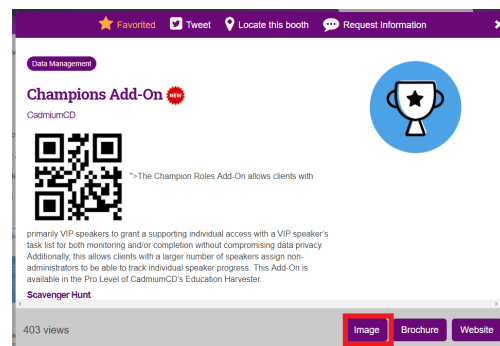 Favorited Tweet Locate this booth Request Information
Data Management
Champions Add-On NEW
CadmiumCD
">The Champion Roles Add-On allows clients with
primarily VIP speakers to grant a supporting individual access with a VIP speaker's
task list for both monitoring and/or completion without compromising data privacy.
Additionally, this allows clients with a larger number of speakers assign non-
administrators to be able to track individual speaker progress. This Add-On is
available in the Pro Level of CadmiumCD's Education Harvester.
Scavenger Hunt
403 views Image Brochure Website